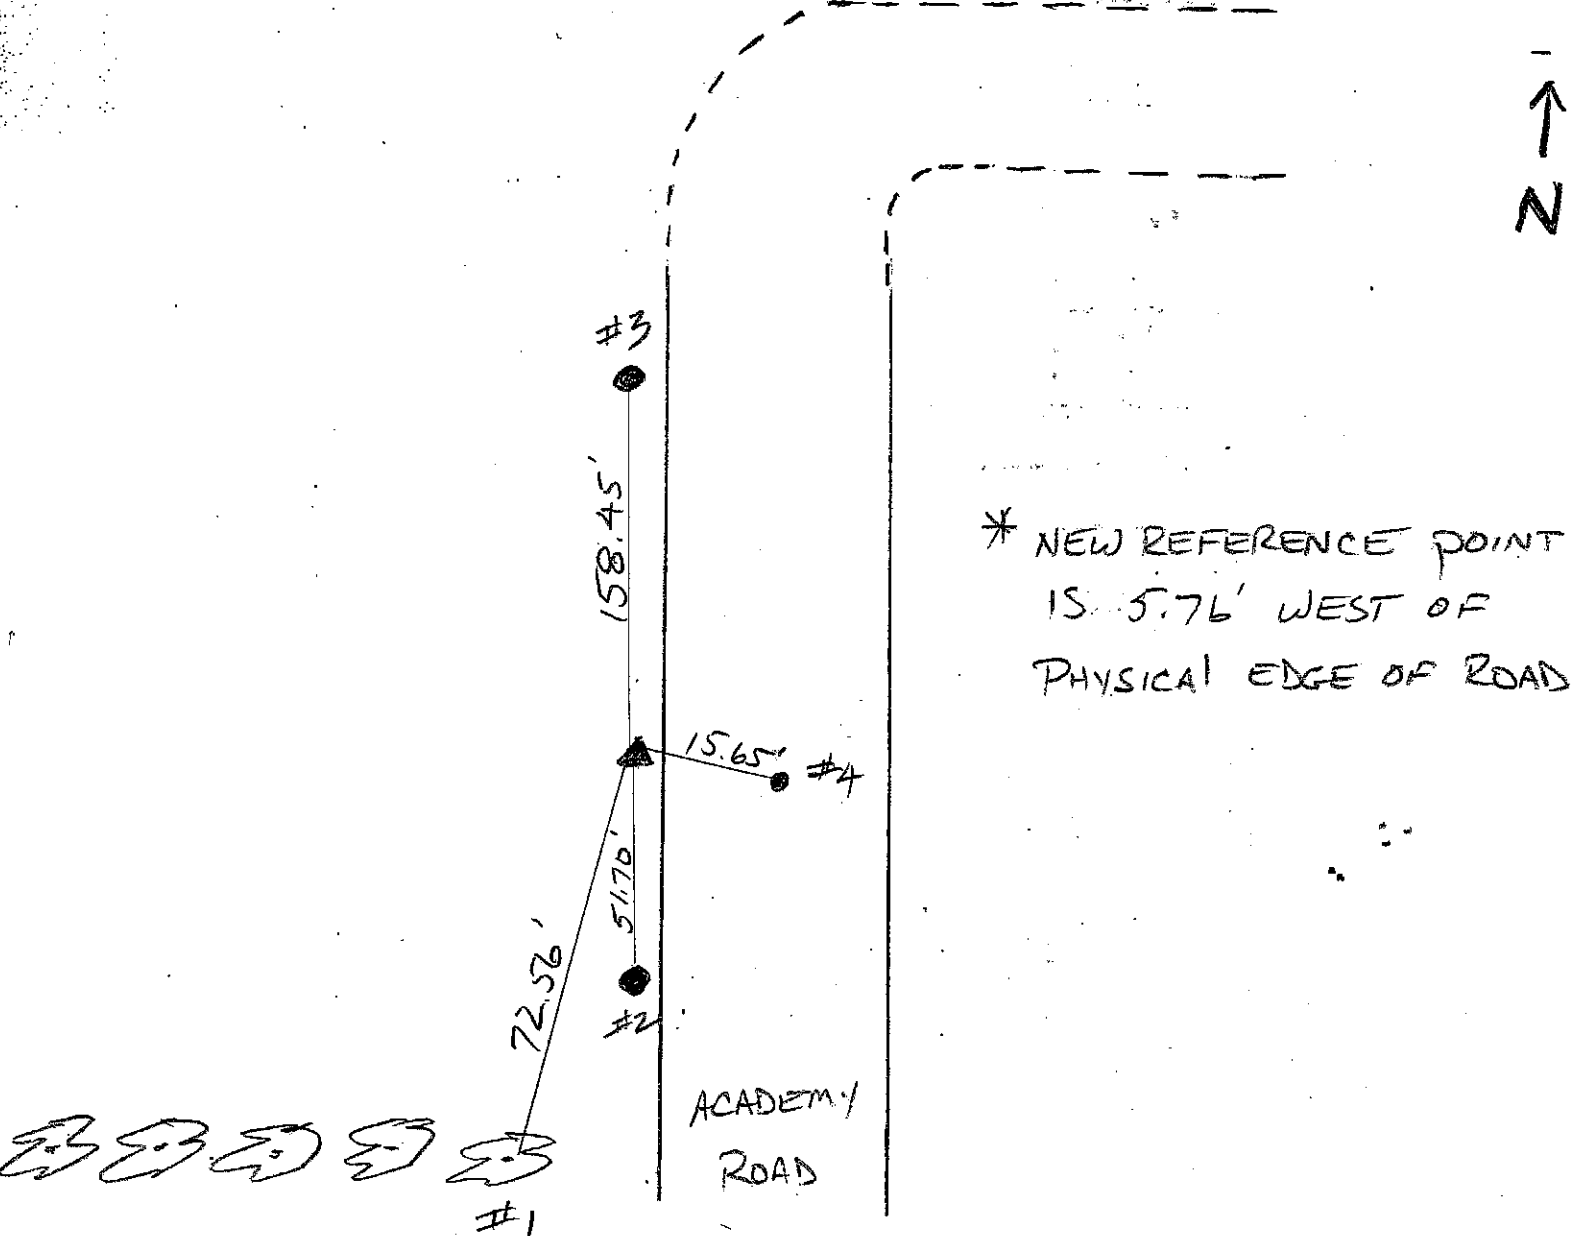 N
#3
158.45'
* NEW REFERENCE POINT
IS 5.76' WEST OF
PHYSICAL EDGE OF ROAD
15.65'
#4
51.70'
72.56'
#2
ACADEMY
ROAD
#1